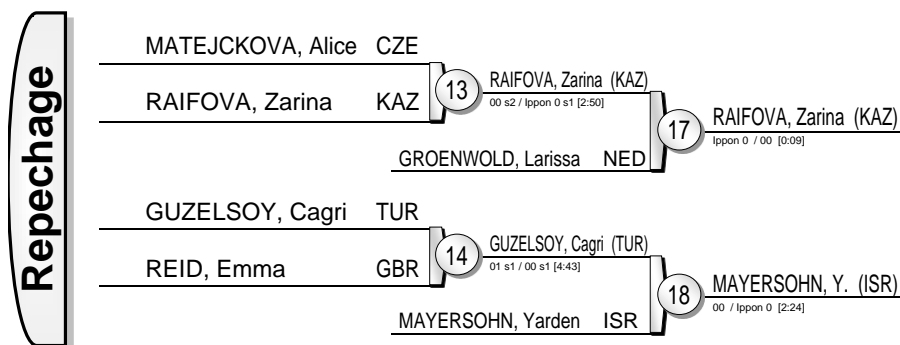 Repechage
MATEJCKOVA, Alice CZE
RAIFOVA, Zarina KAZ
13
RAIFOVA, Zarina (KAZ)
00 s2 / Ippon 0 s1 [2:50]
GROENWOLD, Larissa NED
17
RAIFOVA, Zarina (KAZ)
Ippon 0 / 00 [0:09]
GUZELSOY, Cagri TUR
REID, Emma GBR
14
GUZELSOY, Cagri (TUR)
01 s1 / 00 s1 [4:43]
MAYERSOHN, Yarden ISR
18
MAYERSOHN, Y. (ISR)
00 / Ippon 0 [2:24]